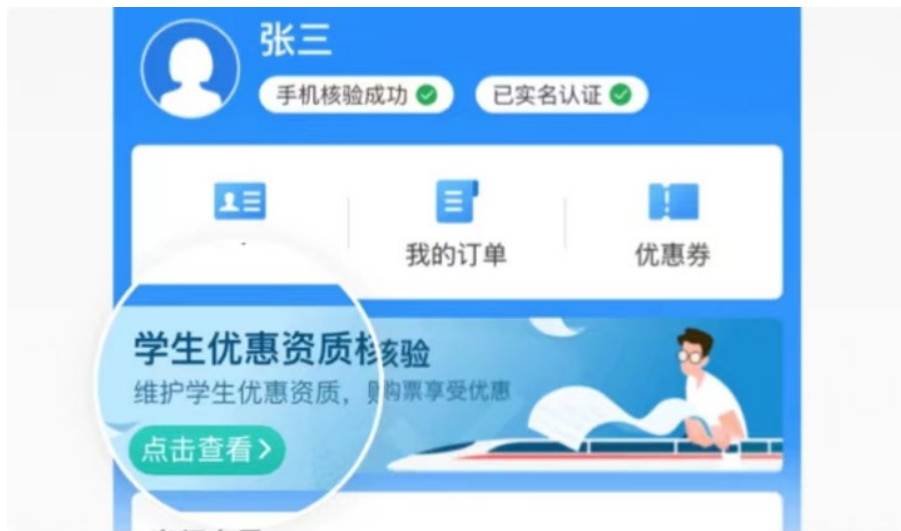 张三
手机核验成功
已实名认证
我的订单
优惠券
学生优惠资质核验
维护学生优惠资质，购票享受优惠
点击查看>